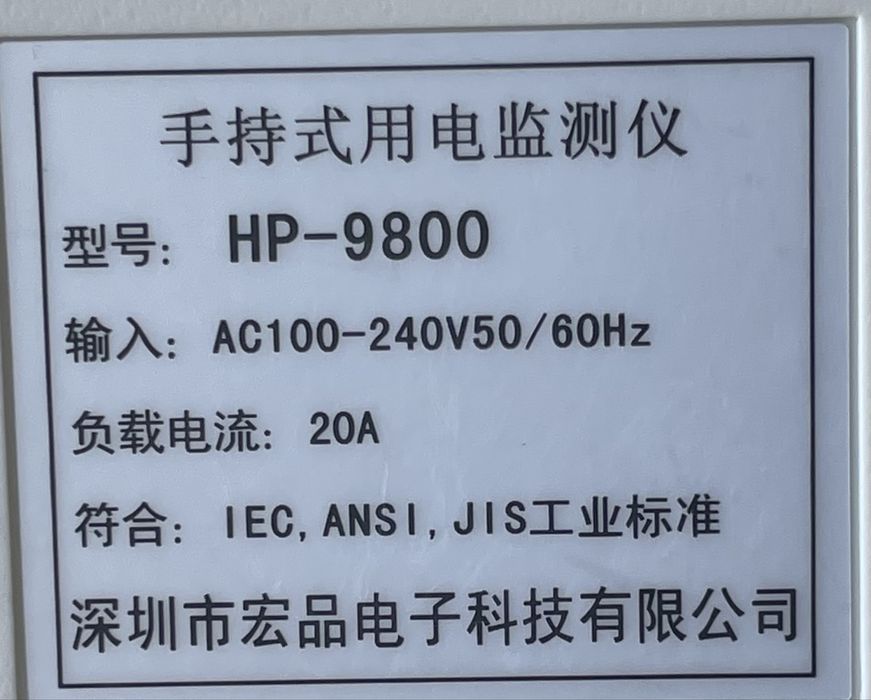 手持式用电监测仪
型号: HP-9800
输入: AC100-240V50/60Hz
负载电流: 20A
符合: IEC,ANSI,JIS工业标准
深圳市宏品电子科技有限公司